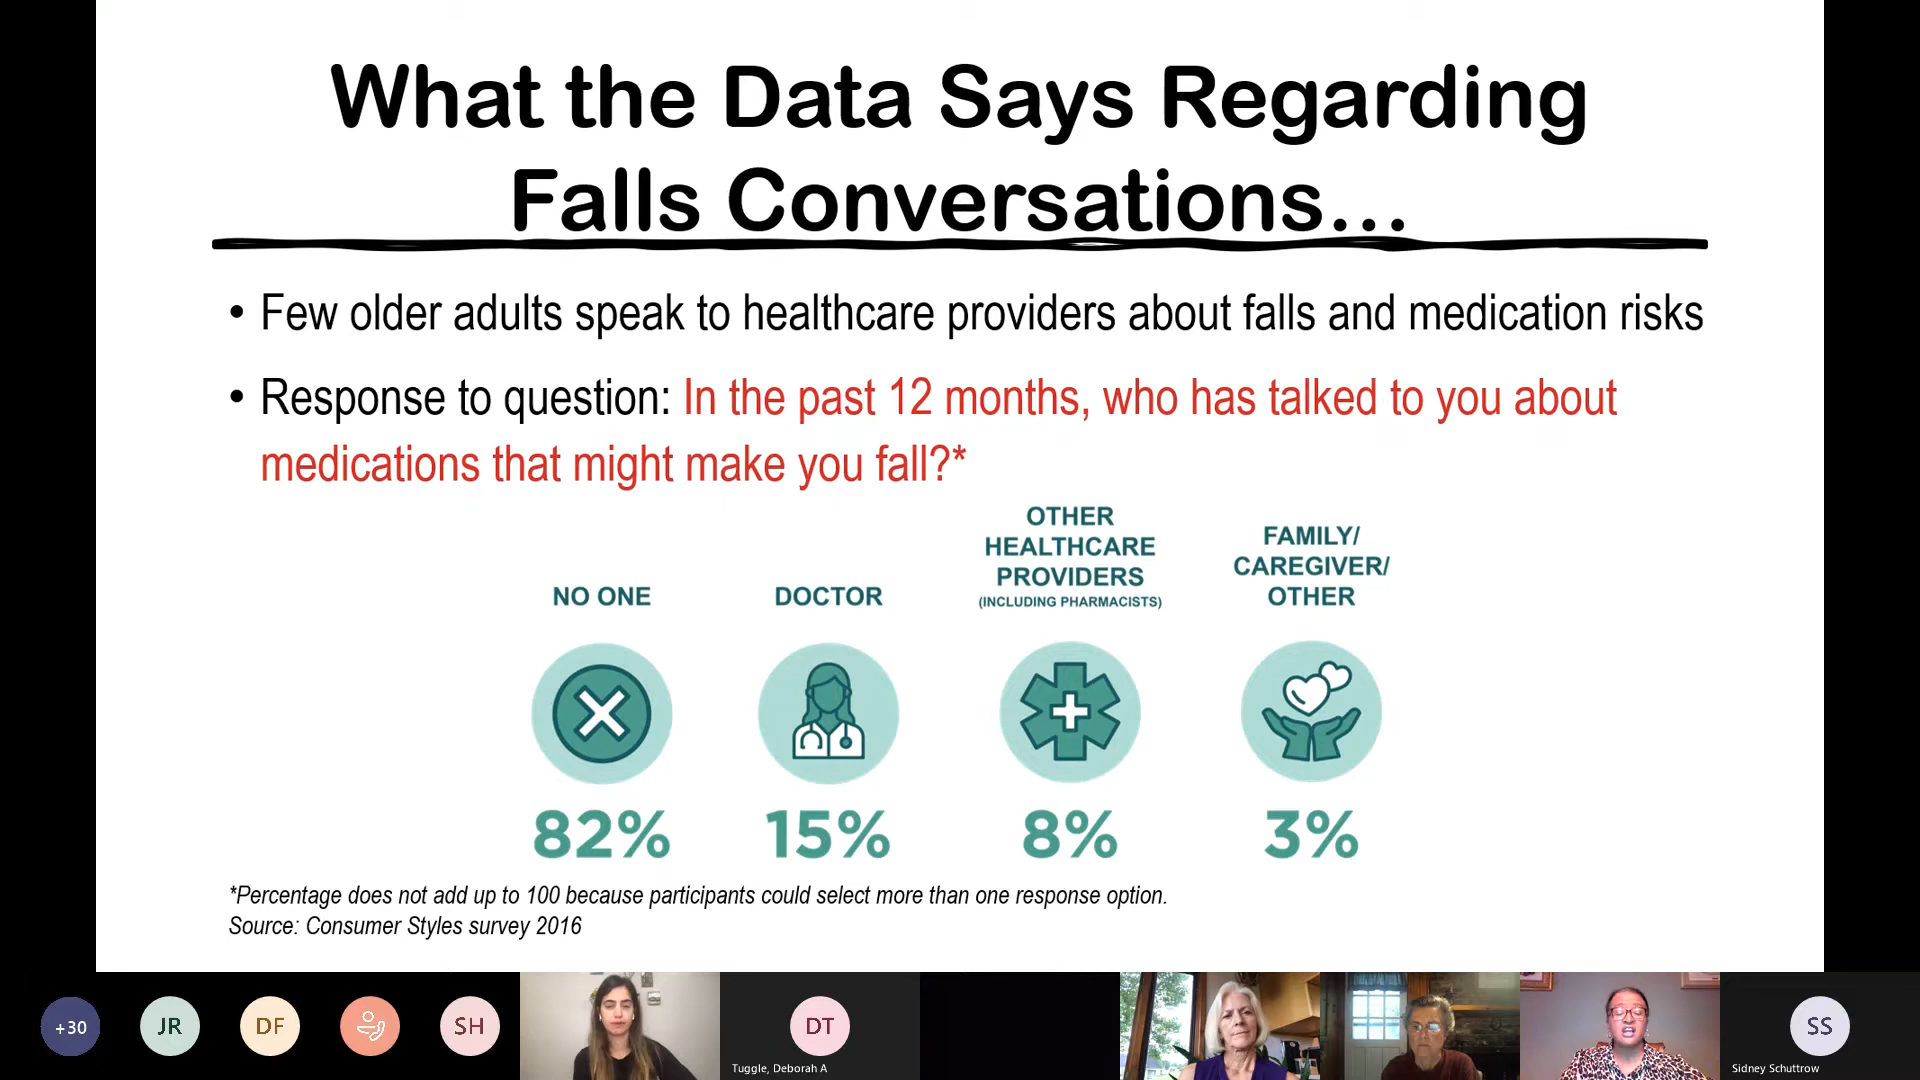 What the Data Says Regarding
Falls Conversations...
• Few older adults speak to healthcare providers about falls and medication risks
• Response to question: In the past 12 months, who has talked to you about
medications that might make you fall?*
NO ONE
DOCTOR
OTHER
HEALTHCARE
PROVIDERS
(INCLUDING PHARMACISTS)
FAMILY/
CAREGIVER/
OTHER
82%
15%
8%
3%
*Percentage does not add up to 100 because participants could select more than one response option.
Source: Consumer Styles survey 2016
+30
JR
DF
SH
DT
Tuggle, Deborah A
SS
Sidney Schuttrow